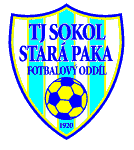 TJ SOKOL
STARÁ PAKA
FOTBALOVÝ ODDÍL
1920